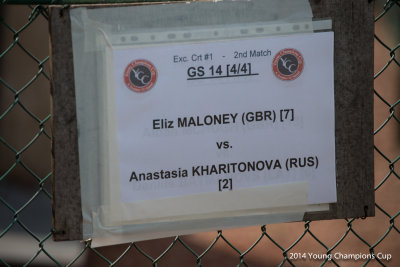 Exc. Crt #1 - 2nd Match
GS 14 [4/4]
Eliz MALONEY (GBR) [7]
vs.
Anastasia KHARITONOVA (RUS)
[2]
2014 Young Champions Cup